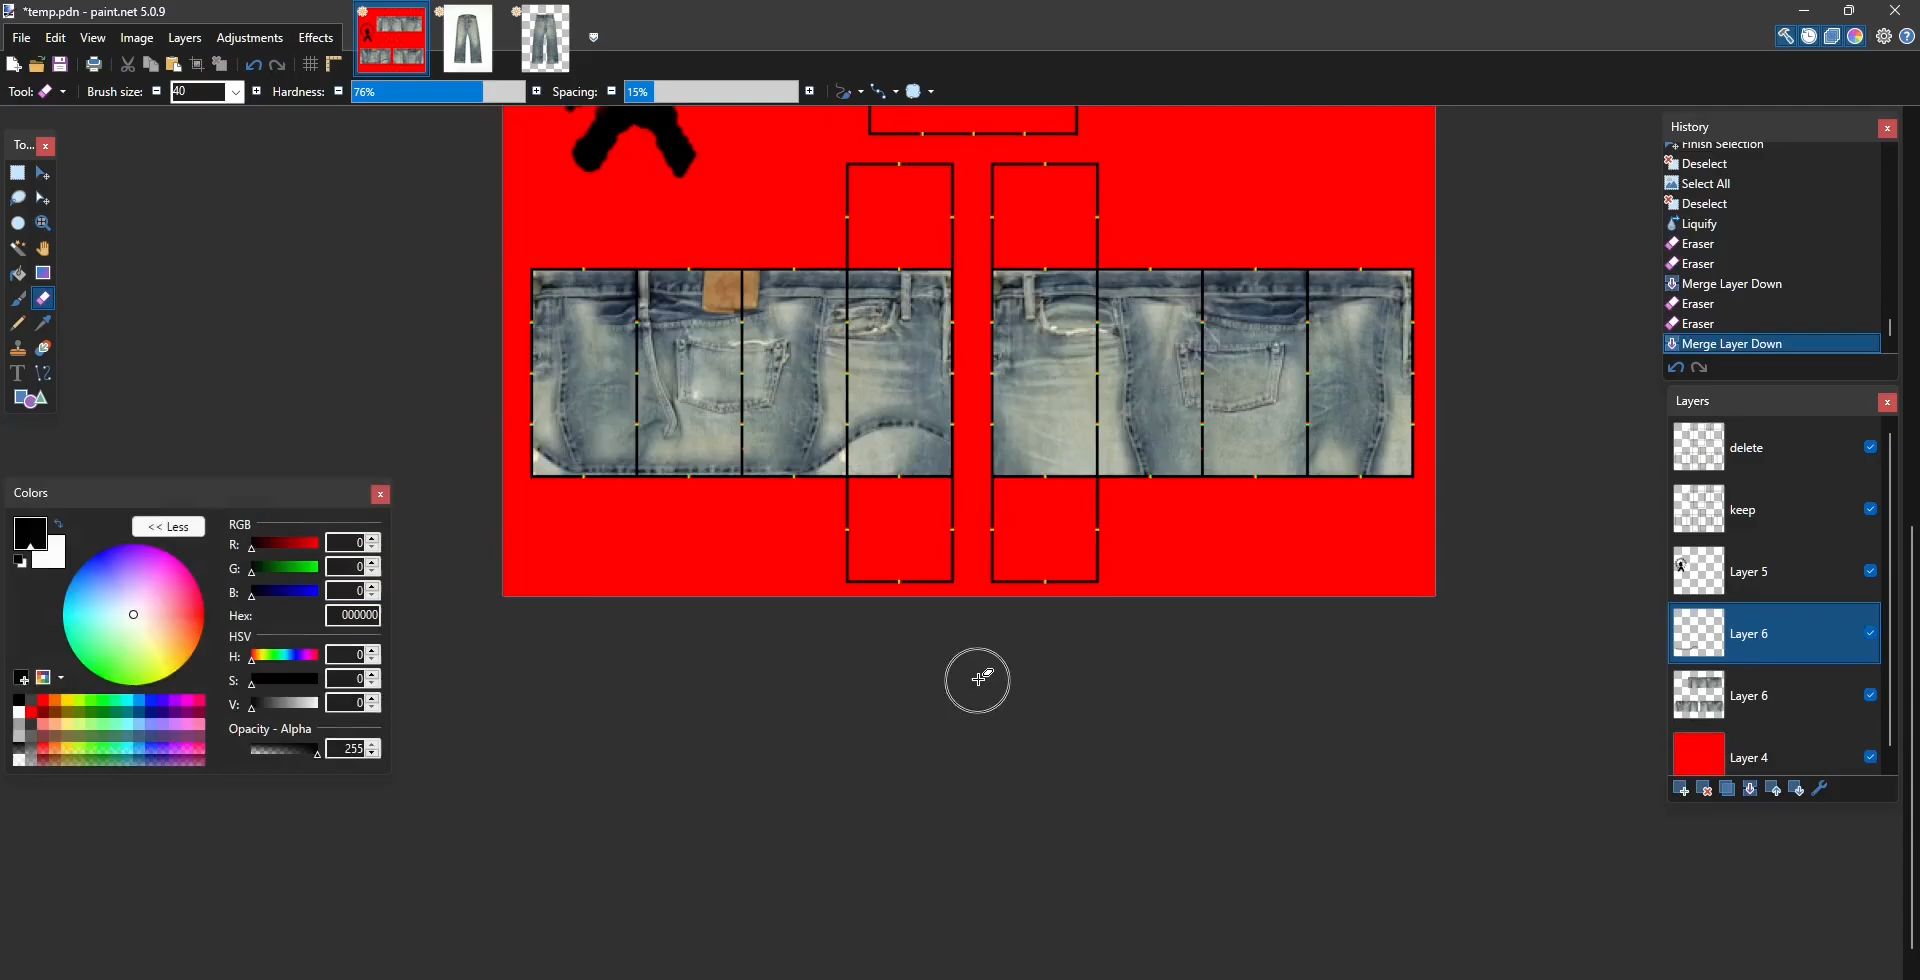 *temp.pdn - paint.net 5.0.9
File Edit View Image Layers Adjustments Effects
Tool: Brush size: 40 Hardness: 76% Spacing: 15%
To...
History
Finish Selection
Deselect
Select All
Deselect
Liquify
Eraser
Eraser
Merge Layer Down
Eraser
Eraser
Merge Layer Down
Layers
delete
keep
Layer 5
Layer 6
Layer 6
Layer 4
Colors
<< Less
RGB
R: 0
G: 0
B: 0
Hex: 000000
HSV
H: 0
S: 0
V: 0
Opacity - Alpha
255